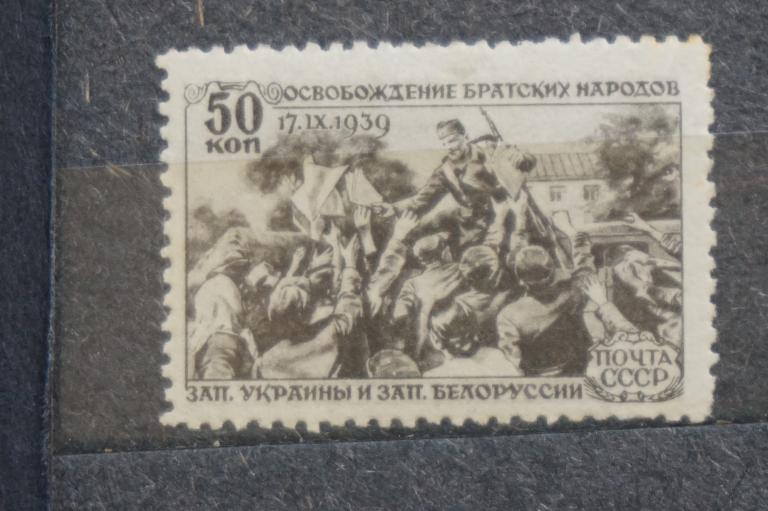 50
коп
ОСВОБОЖДЕНИЕ БРАТСКИХ НАРОДОВ
17.IX.1939
ЗАП. УКРАИНЫ И ЗАП. БЕЛОРУССИИ
ПОЧТА
СССР